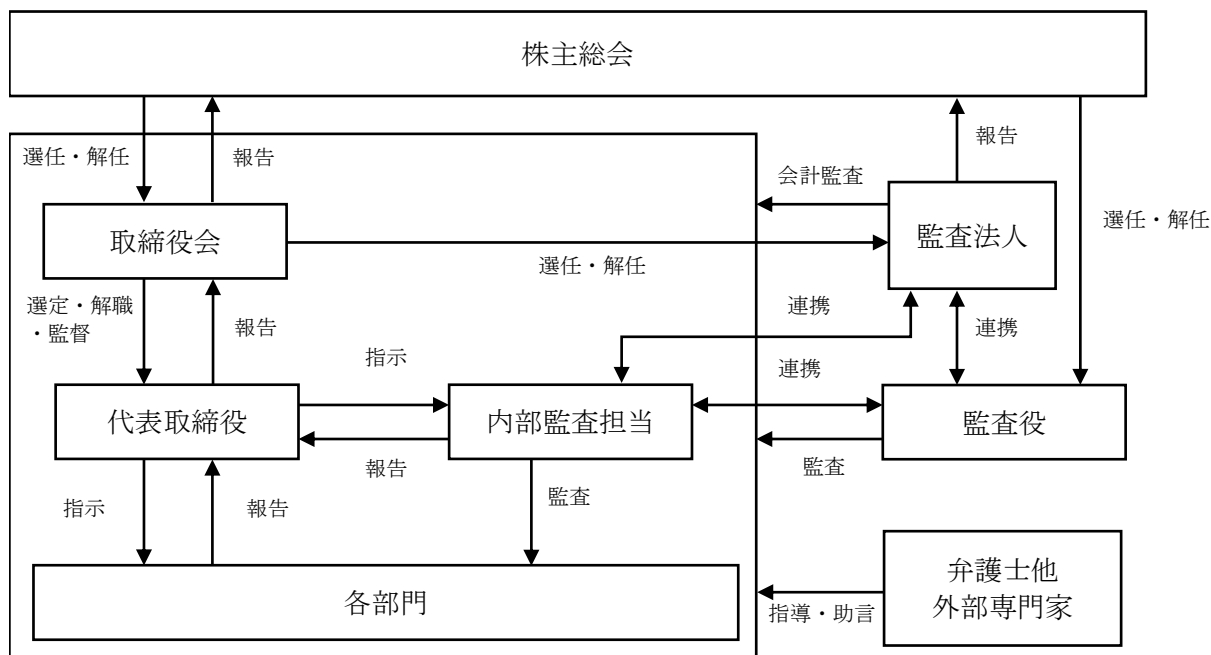 株主総会
選任・解任
報告
報告
会計監査
選任・解任
取締役会
監査法人
選任・解任
選定・解職
・監督
報告
連携
連携
指示
連携
代表取締役
内部監査担当
監査役
報告
監査
指示
報告
監査
弁護士他
外部専門家
各部門
指導・助言